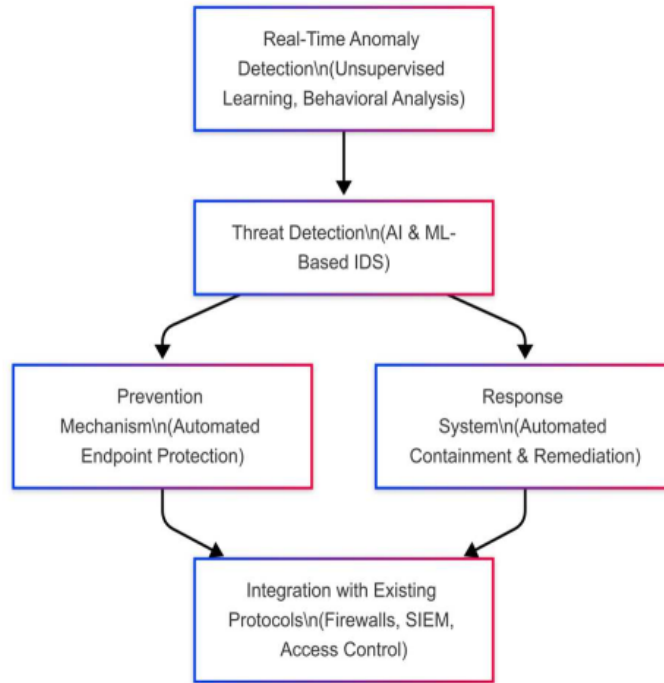 Real-Time Anomaly
Detection\n(Unsupervised
Learning, Behavioral Analysis)
Threat Detection\n(AI & ML-
Based IDS)
Prevention
Mechanism\n(Automated
Endpoint Protection)
Response
System\n(Automated
Containment & Remediation)
Integration with Existing
Protocols\n(Firewalls, SIEM,
Access Control)